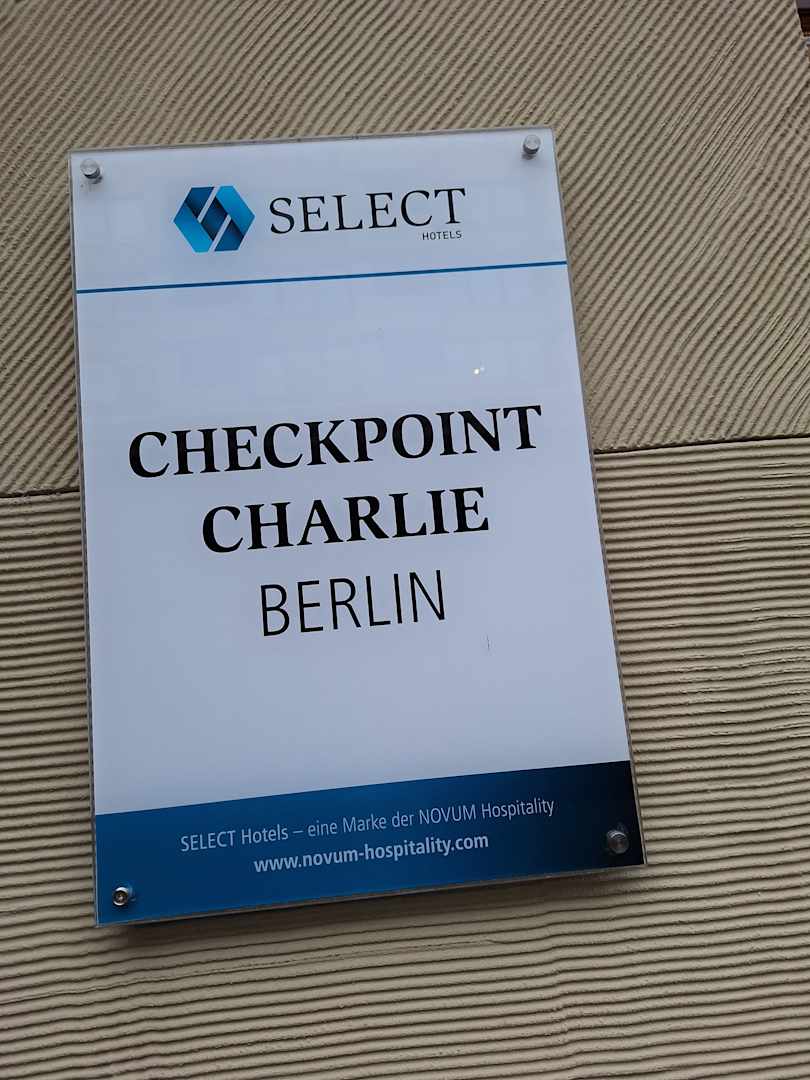 SELECT
HOTELS
CHECKPOINT
CHARLIE
BERLIN
SELECT Hotels – eine Marke der NOVUM Hospitality
www.novum-hospitality.com